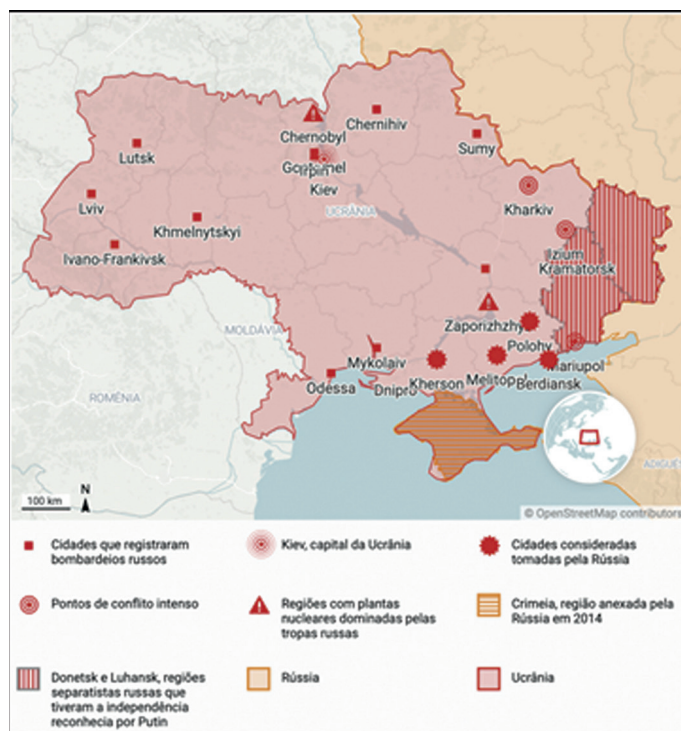 Chernobyl
Chernihiv
Lutsk
Sumy
Kiev
Lviv
Kharkiv
UCRÂNIA
Khmelnytskyi
Ivano-Frankivsk
Izium
Kramatorsk
MOLDÁVIA
Polohy
Mykolaiv
Mariupol
Odessa
Dnipro
Kherson
Berdiansk
ROMÊNIA
100 km
N
© OpenStreetMap contributors
Cidades que registraram
bombardeios russos
Kiev, capital da Ucrânia
Cidades consideradas
tomadas pela Rússia
Pontos de conflito intenso
Regiões com plantas
nucleares dominadas pelas
tropas russas
Crimeia, região anexada pela
Rússia em 2014
Donetsk e Luhansk, regiões
separatistas russas que
tiveram a independência
reconhecia por Putin
Rússia
Ucrânia